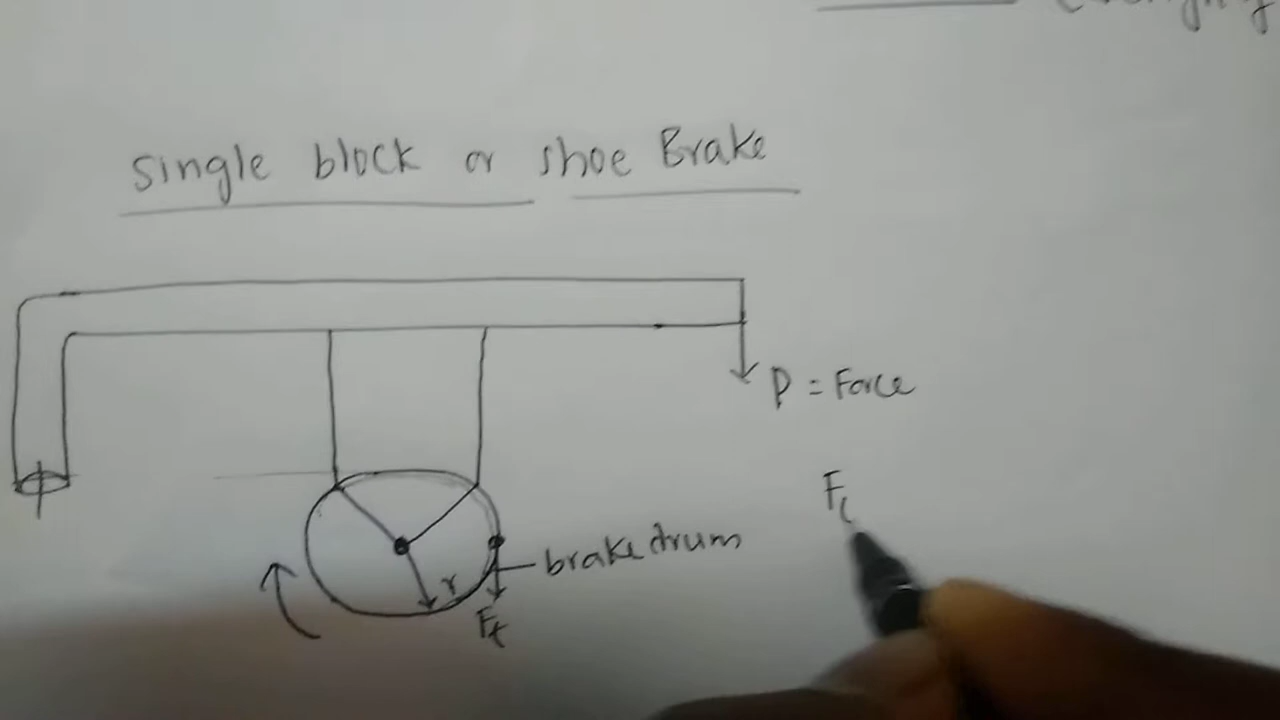 single block or shoe Brake
P = Force
F
brake drum
r
Ft